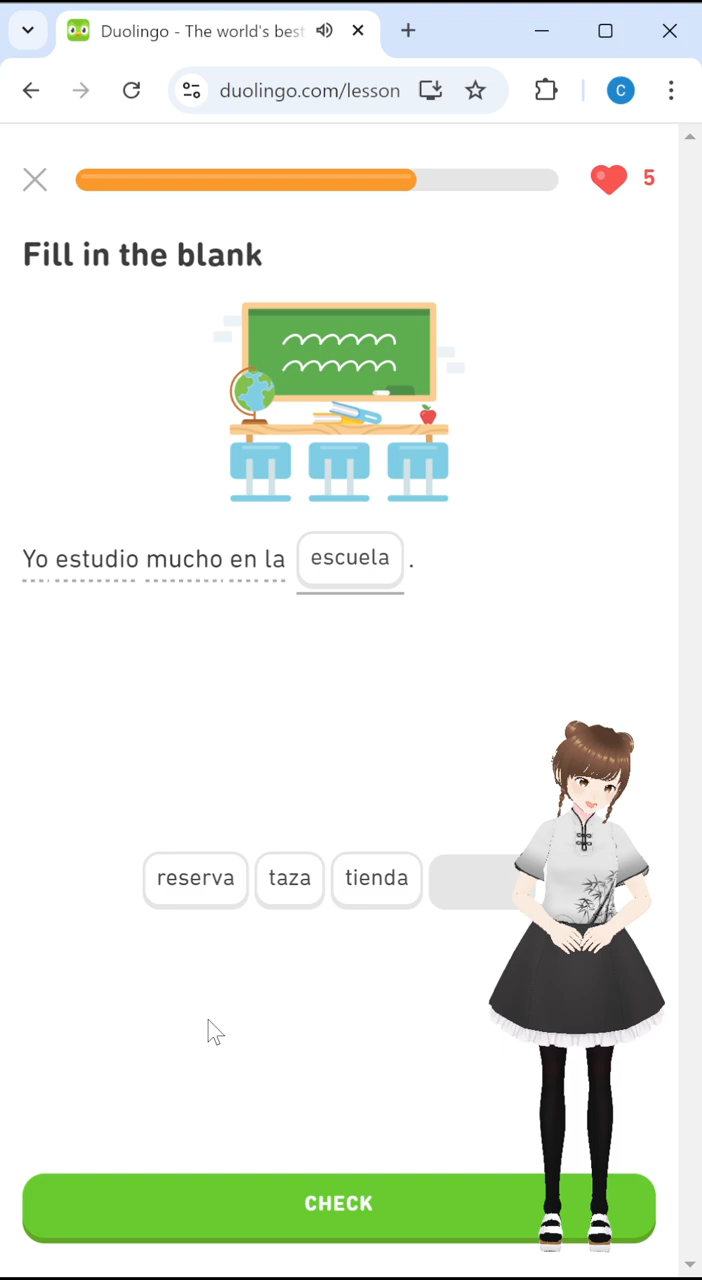 Duolingo - The world's best
duolingo.com/lesson
C
5
Fill in the blank
Yo estudio mucho en la escuela .
reserva taza tienda
CHECK